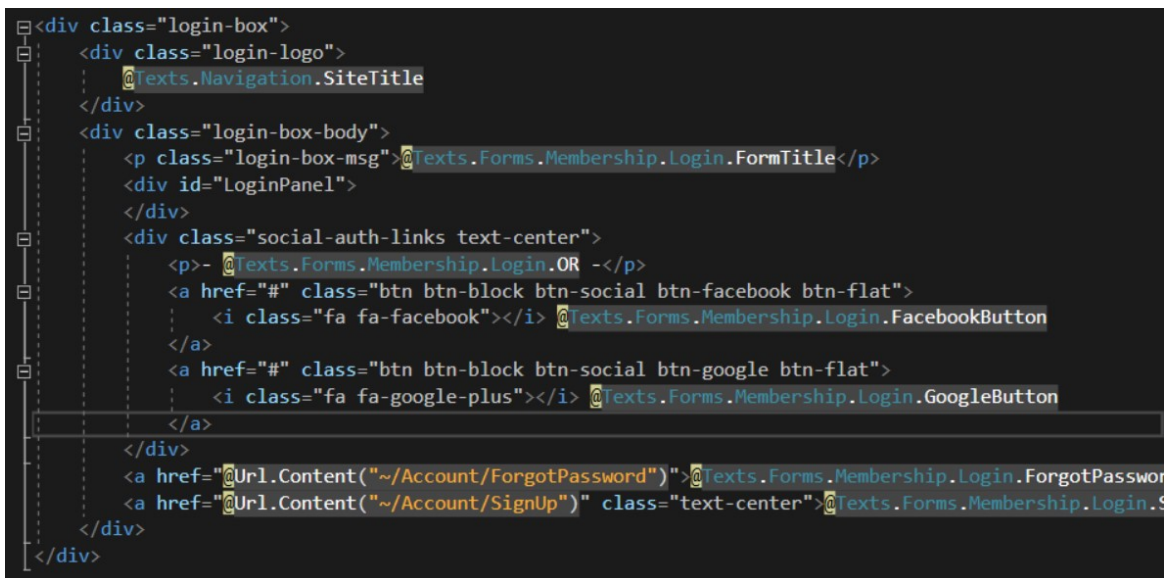 <div class="login-box">
<div class="login-logo">
@Texts.Navigation.SiteTitle
</div>
<div class="login-box-body">
<p class="login-box-msg">@Texts.Forms.Membership.Login.FormTitle</p>
<div id="LoginPanel">
</div>
<div class="social-auth-links text-center">
<p>- @Texts.Forms.Membership.Login.OR -</p>
<a href="#" class="btn btn-block btn-social btn-facebook btn-flat">
<i class="fa fa-facebook"></i> @Texts.Forms.Membership.Login.FacebookButton
</a>
<a href="#" class="btn btn-block btn-social btn-google btn-flat">
<i class="fa fa-google-plus"></i> @Texts.Forms.Membership.Login.GoogleButton
</a>
</div>
<a href="@Url.Content("~/Account/ForgotPassword")">@Texts.Forms.Membership.Login.ForgotPasswor
<a href="@Url.Content("~/Account/SignUp")" class="text-center">@Texts.Forms.Membership.Login.S
</div>
</div>